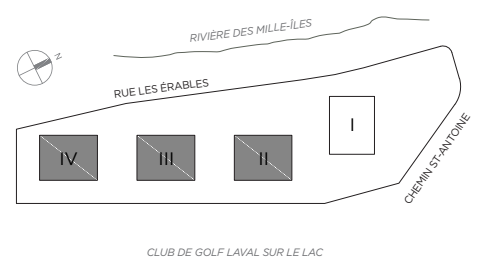 RIVIÈRE DES MILLE-ÎLES
N
RUE LES ÉRABLES
I
IV
III
II
CHEMIN ST-ANTOINE
CLUB DE GOLF LAVAL SUR LE LAC